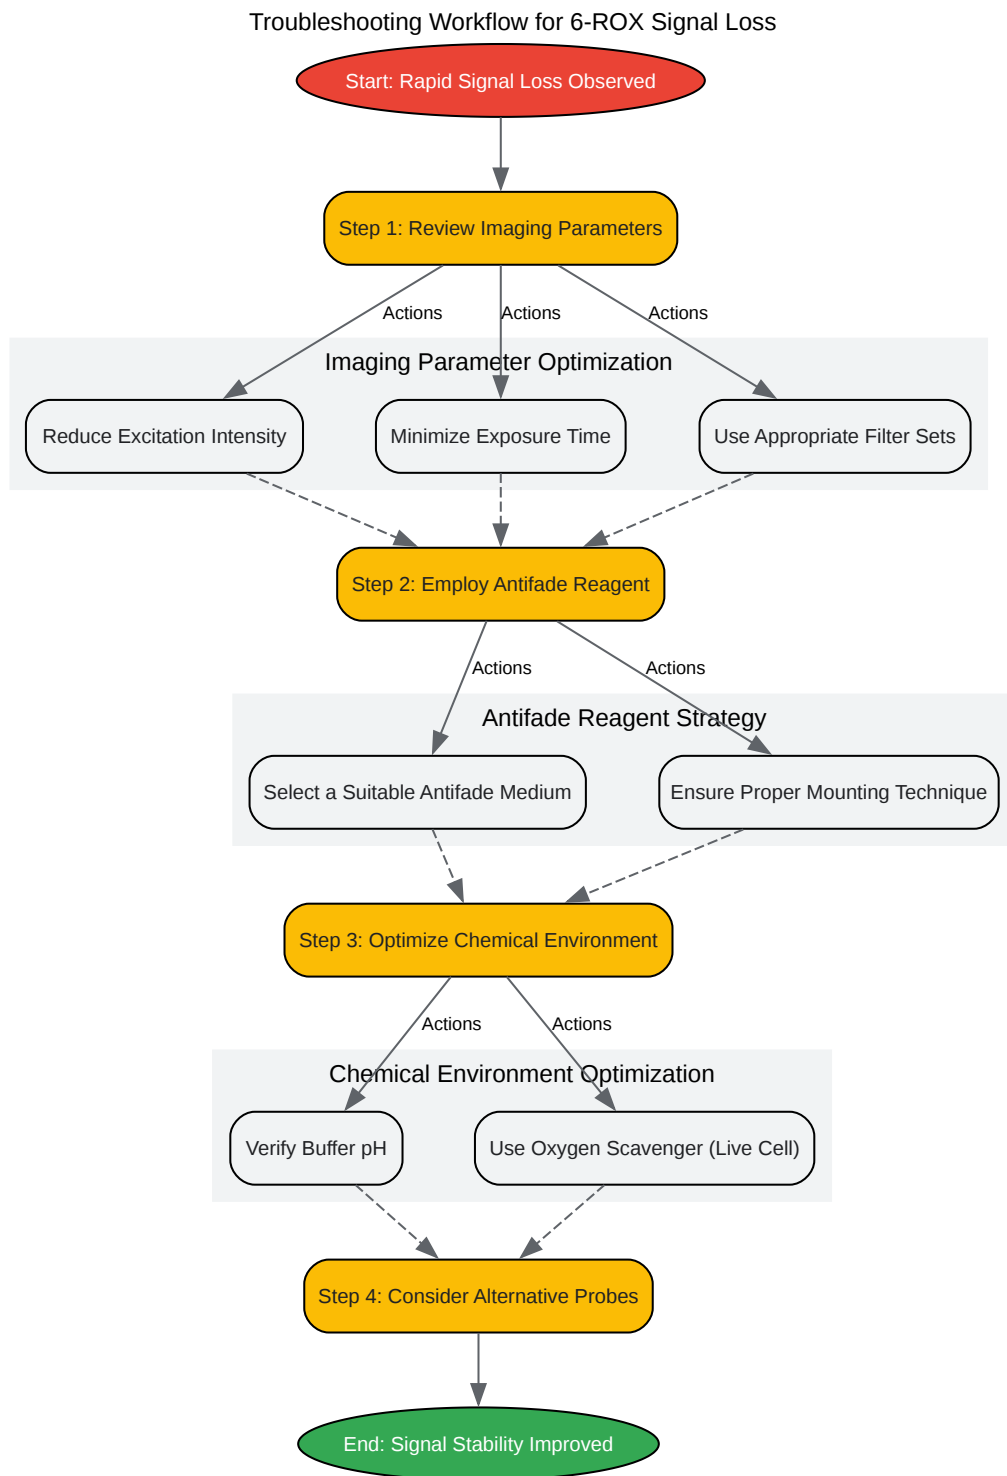 Troubleshooting Workflow for 6-ROX Signal Loss
Start: Rapid Signal Loss Observed
Step 1: Review Imaging Parameters
Actions
Actions
Actions
Imaging Parameter Optimization
Reduce Excitation Intensity
Minimize Exposure Time
Use Appropriate Filter Sets
Step 2: Employ Antifade Reagent
Actions
Actions
Antifade Reagent Strategy
Select a Suitable Antifade Medium
Ensure Proper Mounting Technique
Step 3: Optimize Chemical Environment
Actions
Actions
Chemical Environment Optimization
Verify Buffer pH
Use Oxygen Scavenger (Live Cell)
Step 4: Consider Alternative Probes
End: Signal Stability Improved